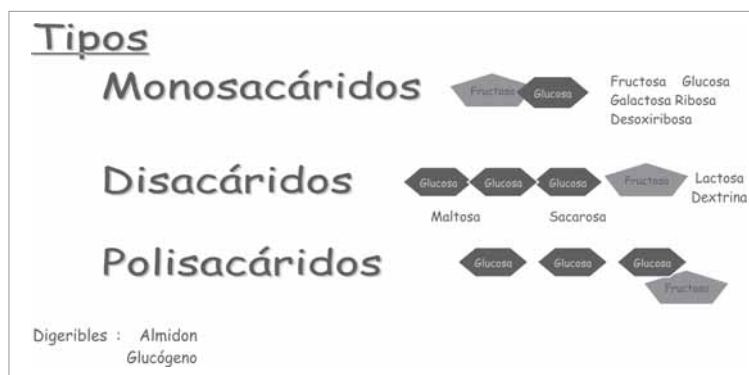 Tipos
Monosacáridos
Fructosa Glucosa
Fructosa Glucosa
Galactosa Ribosa
Desoxiribosa
Disacáridos
Glucosa Glucosa Glucosa Fructosa
Lactosa
Dextrina
Maltosa Sacarosa
Polisacáridos
Glucosa Glucosa Glucosa
Fructosa
Digeribles : Almidon
Glucógeno